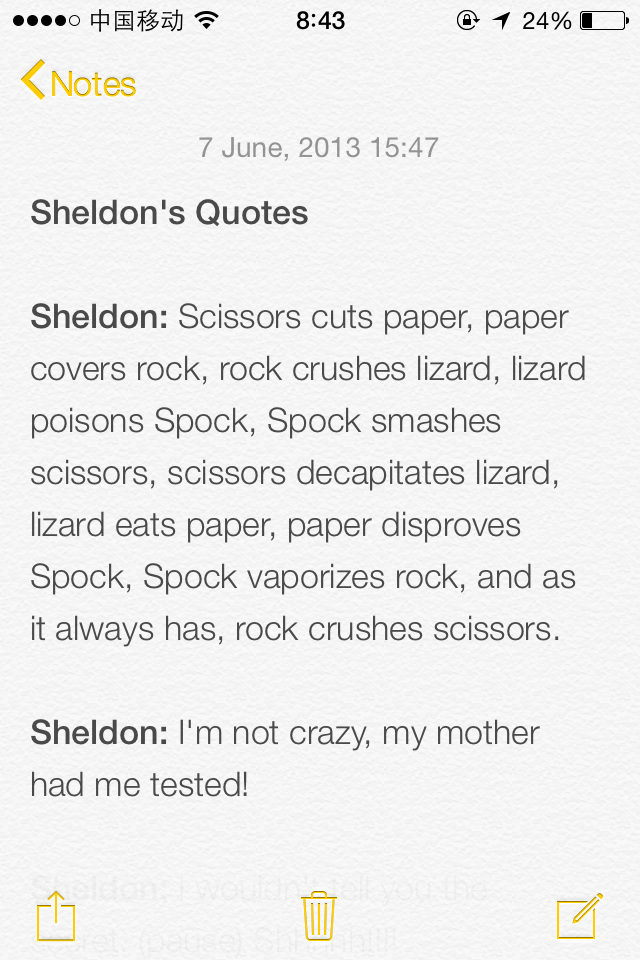 中国移动 8:43 24%
Notes
7 June, 2013 15:47
Sheldon's Quotes
Sheldon: Scissors cuts paper, paper
covers rock, rock crushes lizard, lizard
poisons Spock, Spock smashes
scissors, scissors decapitates lizard,
lizard eats paper, paper disproves
Spock, Spock vaporizes rock, and as
it always has, rock crushes scissors.
Sheldon: I'm not crazy, my mother
had me tested!
Sheldon: I wouldn't tell you the
secret. (pause) Shhhhh!!!!